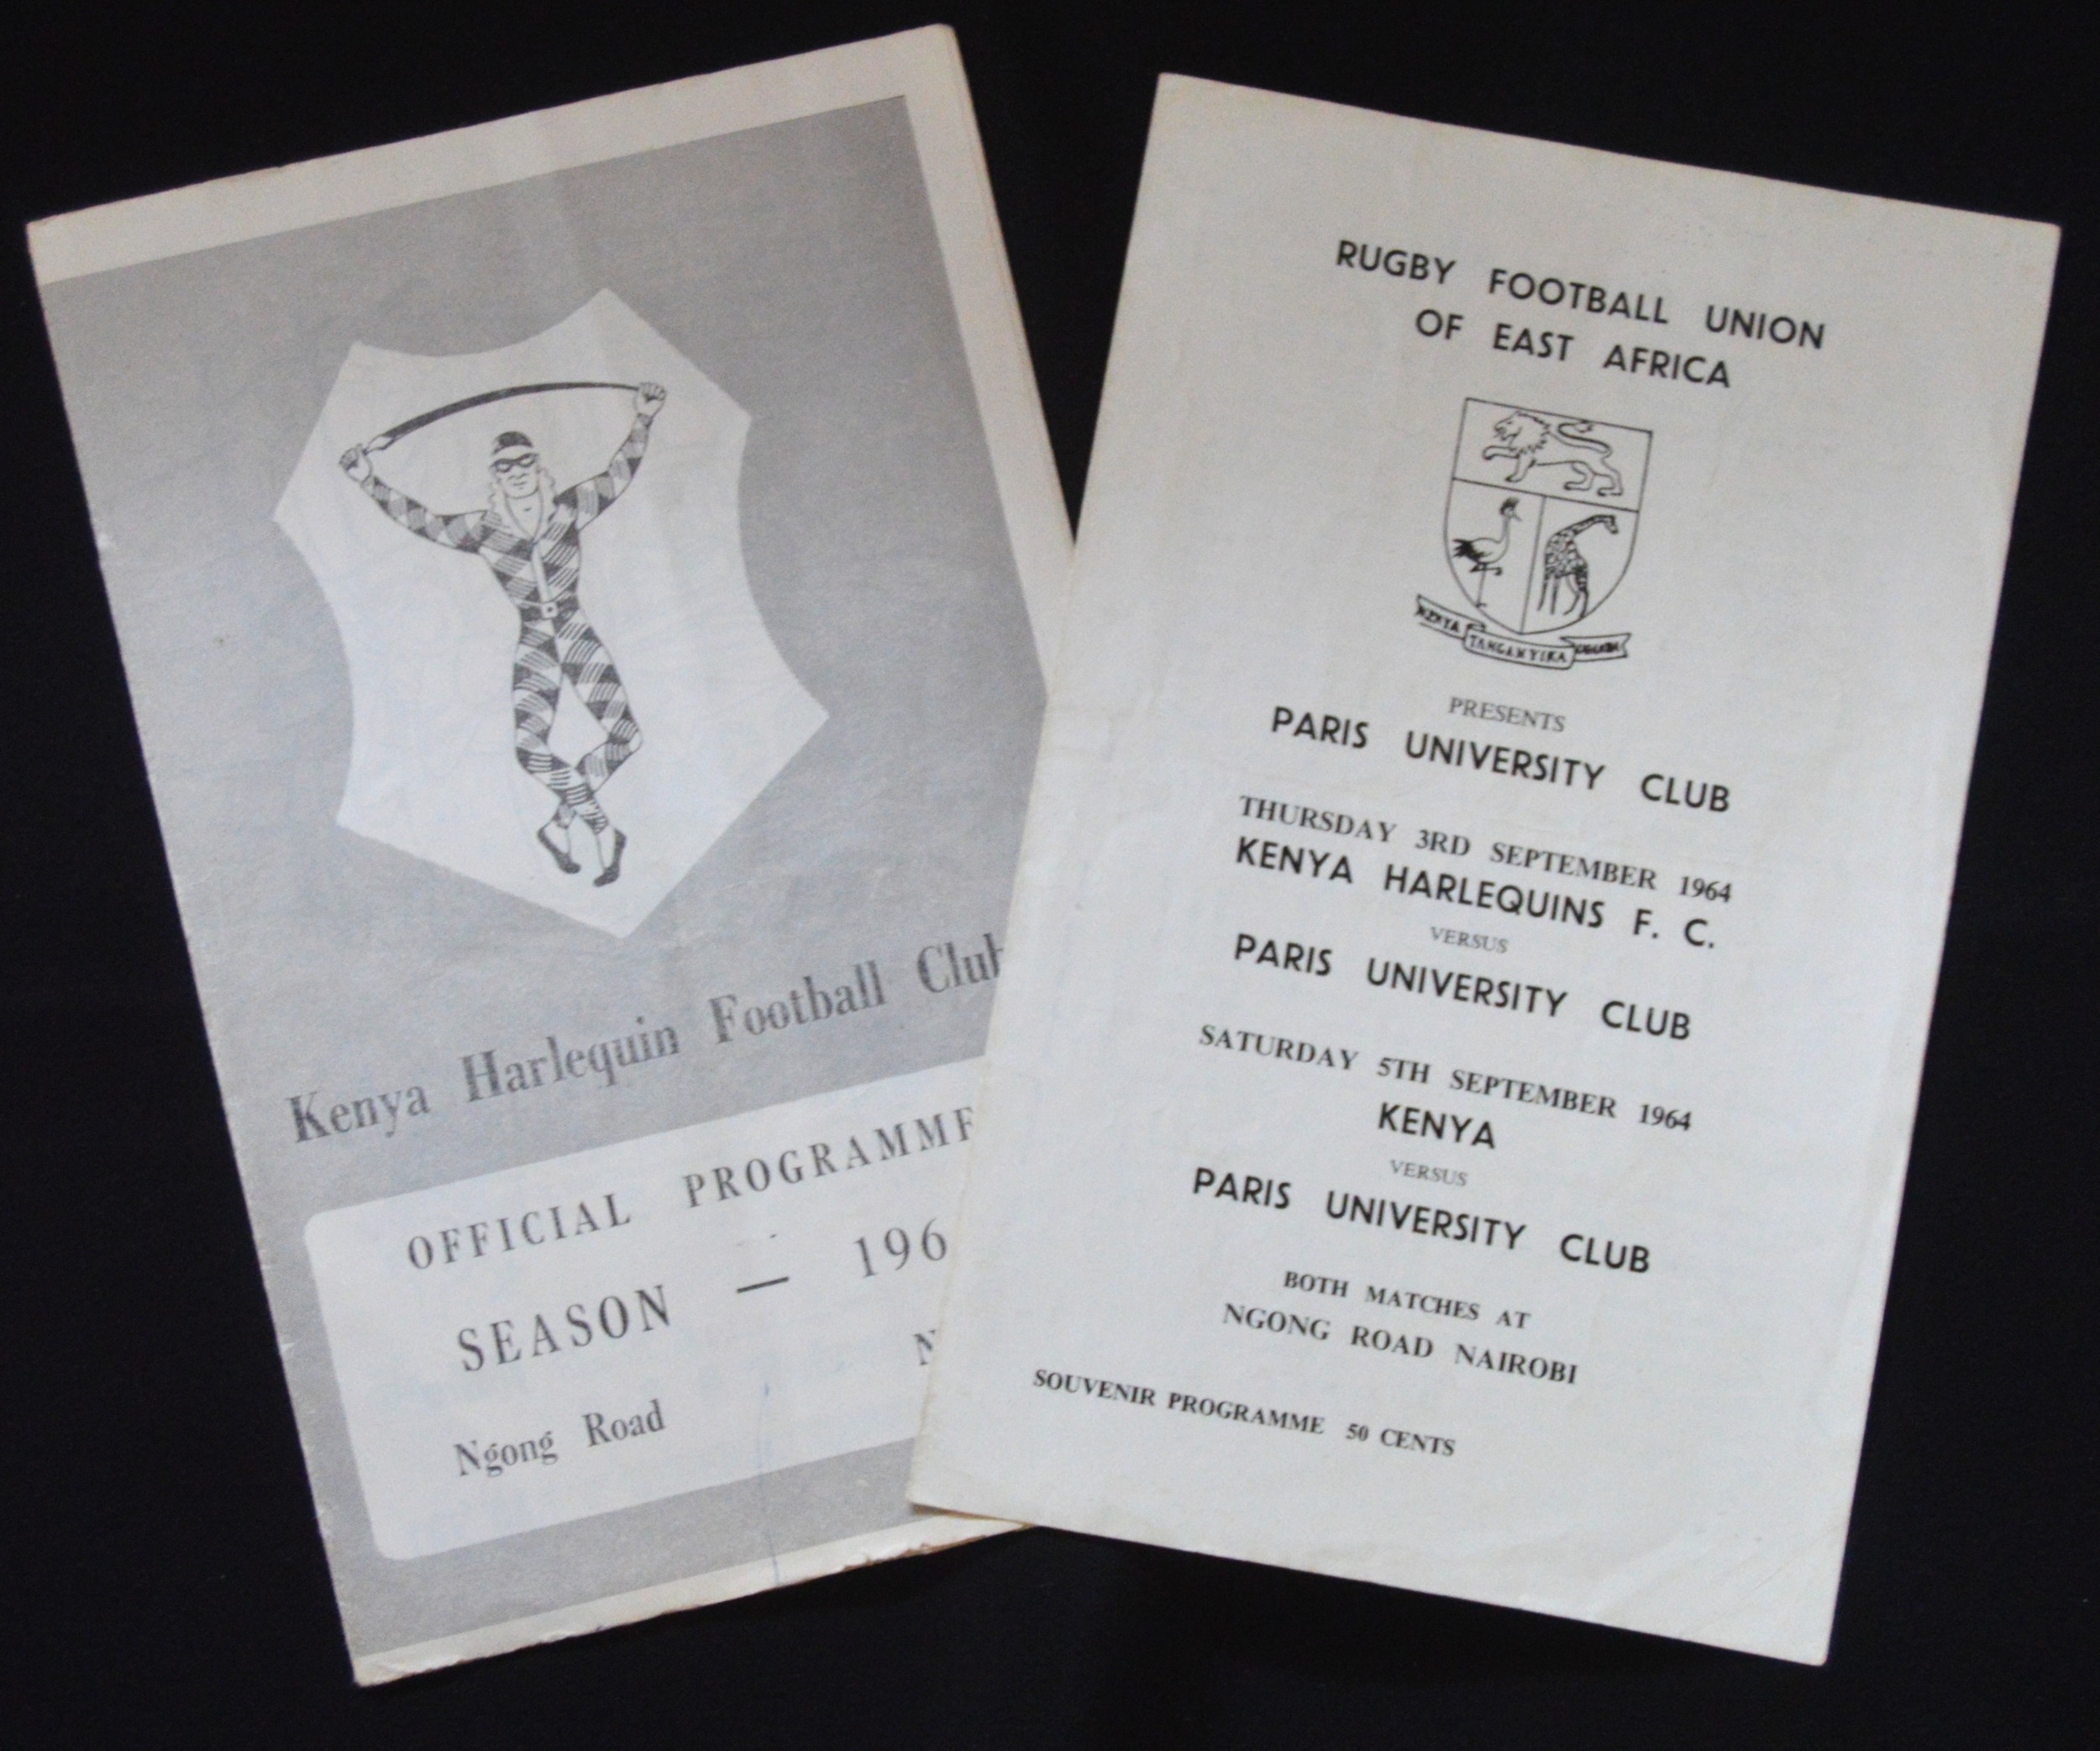 Kenya Harlequin Football Club
OFFICIAL PROGRAMME
SEASON — 196
Ngong Road
RUGBY FOOTBALL UNION
OF EAST AFRICA
KENYA TANGANYIKA
PRESENTS
PARIS UNIVERSITY CLUB
THURSDAY 3RD SEPTEMBER 1964
KENYA HARLEQUINS F. C.
VERSUS
PARIS UNIVERSITY CLUB
SATURDAY 5TH SEPTEMBER 1964
KENYA
VERSUS
PARIS UNIVERSITY CLUB
BOTH MATCHES AT
NGONG ROAD NAIROBI
SOUVENIR PROGRAMME 50 CENTS